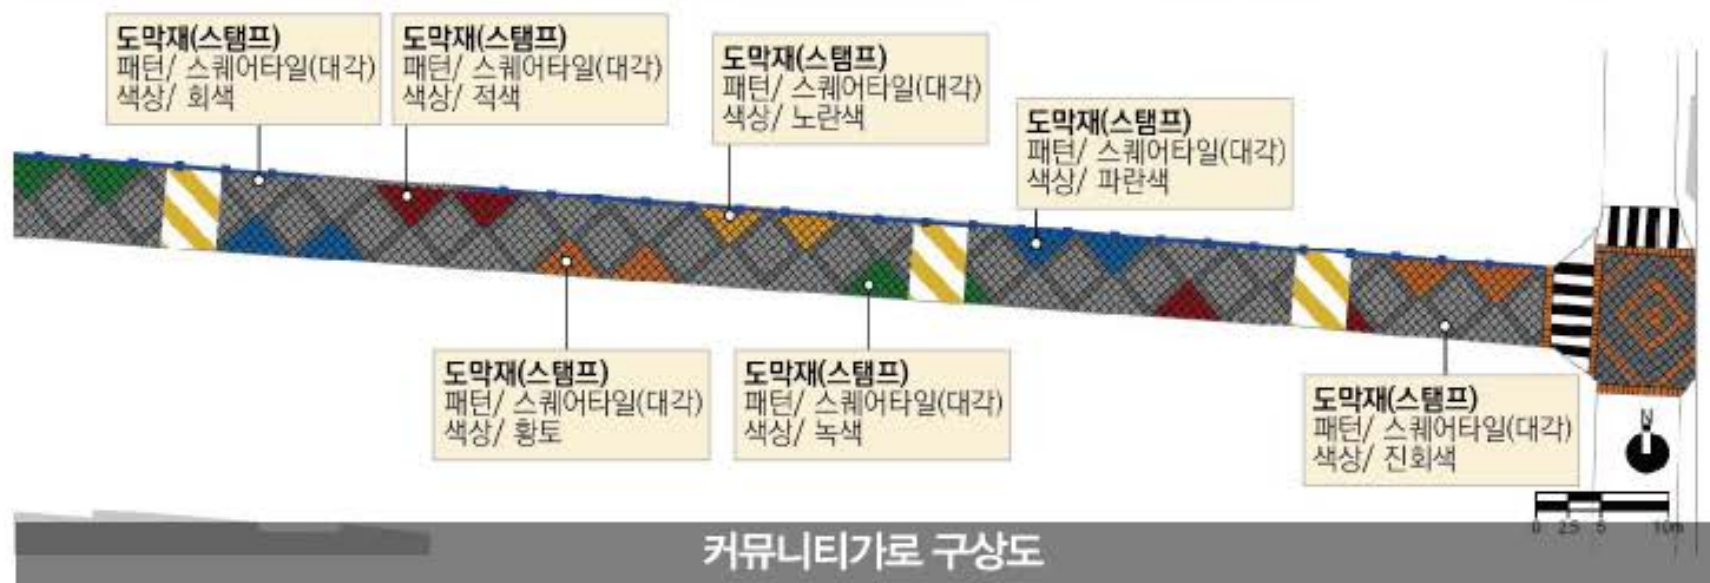 도막재(스탬프)
패턴/ 스퀘어타일(대각)
색상/ 회색
도막재(스탬프)
패턴/ 스퀘어타일(대각)
색상/ 적색
도막재(스탬프)
패턴/ 스퀘어타일(대각)
색상/ 노란색
도막재(스탬프)
패턴/ 스퀘어타일(대각)
색상/ 파란색
도막재(스탬프)
패턴/ 스퀘어타일(대각)
색상/ 황토
도막재(스탬프)
패턴/ 스퀘어타일(대각)
색상/ 녹색
도막재(스탬프)
패턴/ 스퀘어타일(대각)
색상/ 진회색
N
0 2.5 5 10m
커뮤니티가로 구상도